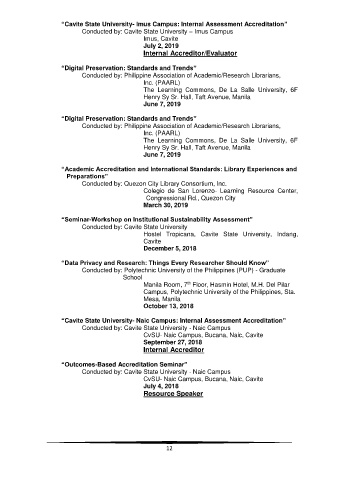 “Cavite State University- Imus Campus: Internal Assessment Accreditation”
Conducted by: Cavite State University – Imus Campus
Imus, Cavite
July 2, 2019
Internal Accreditor/Evaluator
“Digital Preservation: Standards and Trends”
Conducted by: Philippine Association of Academic/Research Librarians,
Inc. (PAARL)
The Learning Commons, De La Salle University, 6F
Henry Sy Sr. Hall, Taft Avenue, Manila
June 7, 2019
“Digital Preservation: Standards and Trends”
Conducted by: Philippine Association of Academic/Research Librarians,
Inc. (PAARL)
The Learning Commons, De La Salle University, 6F
Henry Sy Sr. Hall, Taft Avenue, Manila
June 7, 2019
“Academic Accreditation and International Standards: Library Experiences and
Preparations”
Conducted by: Quezon City Library Consortium, Inc.
Colegio de San Lorenzo- Learning Resource Center,
Congressional Rd., Quezon City
March 30, 2019
“Seminar-Workshop on Institutional Sustainability Assessment”
Conducted by: Cavite State University
Hostel Tropicana, Cavite State University, Indang,
Cavite
December 5, 2018
“Data Privacy and Research: Things Every Researcher Should Know”
Conducted by: Polytechnic University of the Philippines (PUP) - Graduate
School
Manila Room, 7th Floor, Hasmin Hotel, M.H. Del Pilar
Campus, Polytechnic University of the Philippines, Sta.
Mesa, Manila
October 13, 2018
“Cavite State University- Naic Campus: Internal Assessment Accreditation”
Conducted by: Cavite State University - Naic Campus
CvSU- Naic Campus, Bucana, Naic, Cavite
September 27, 2018
Internal Accreditor
“Outcomes-Based Accreditation Seminar”
Conducted by: Cavite State University - Naic Campus
CvSU- Naic Campus, Bucana, Naic, Cavite
July 4, 2018
Resource Speaker
12